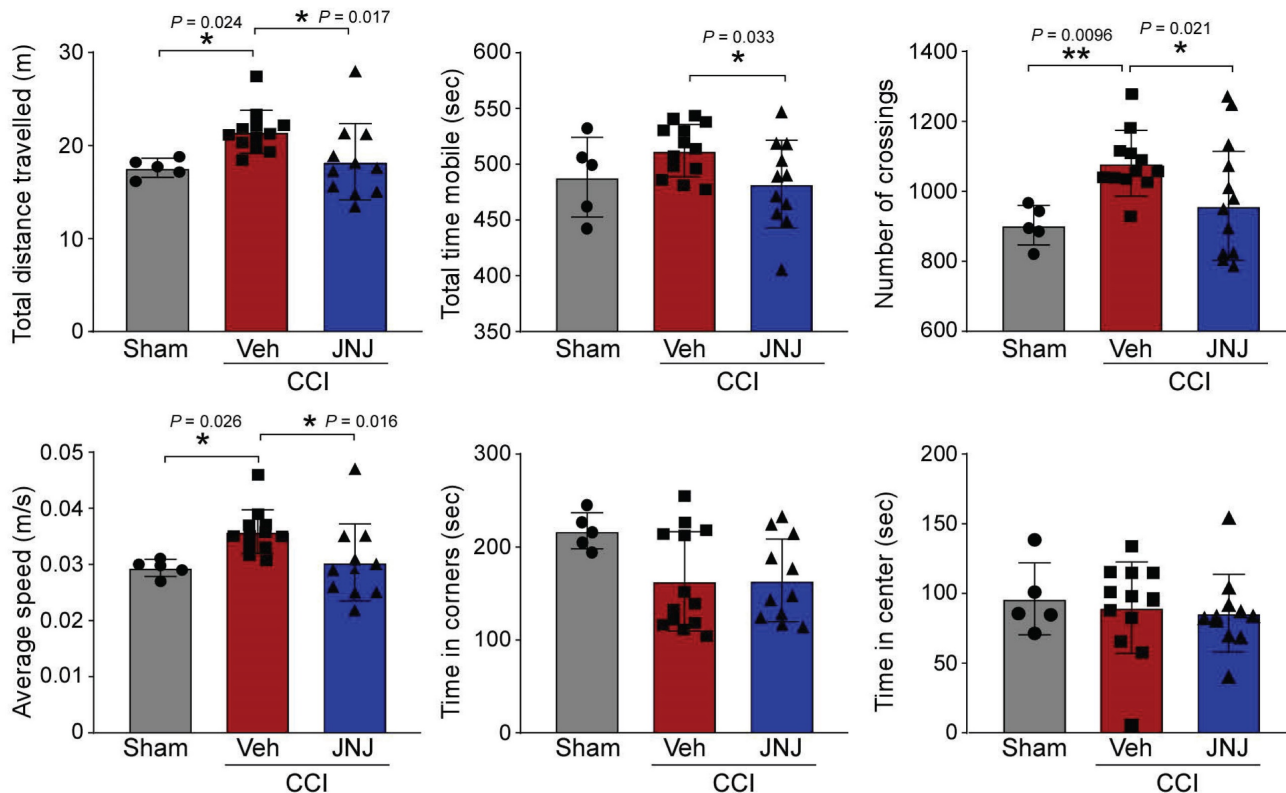 P = 0.024
* P = 0.017
*
Total distance travelled (m)
30
20
10
0
Sham Veh JNJ
CCI
P = 0.033
*
Total time mobile (sec)
600
550
500
450
400
350
Sham Veh JNJ
CCI
P = 0.0096
P = 0.021
**
*
Number of crossings
1400
1200
1000
800
600
Sham Veh JNJ
CCI
P = 0.026
* P = 0.016
*
Average speed (m/s)
0.05
0.04
0.03
0.02
0.01
0.00
Sham Veh JNJ
CCI
Time in corners (sec)
300
200
100
0
Sham Veh JNJ
CCI
Time in center (sec)
200
150
100
50
0
Sham Veh JNJ
CCI